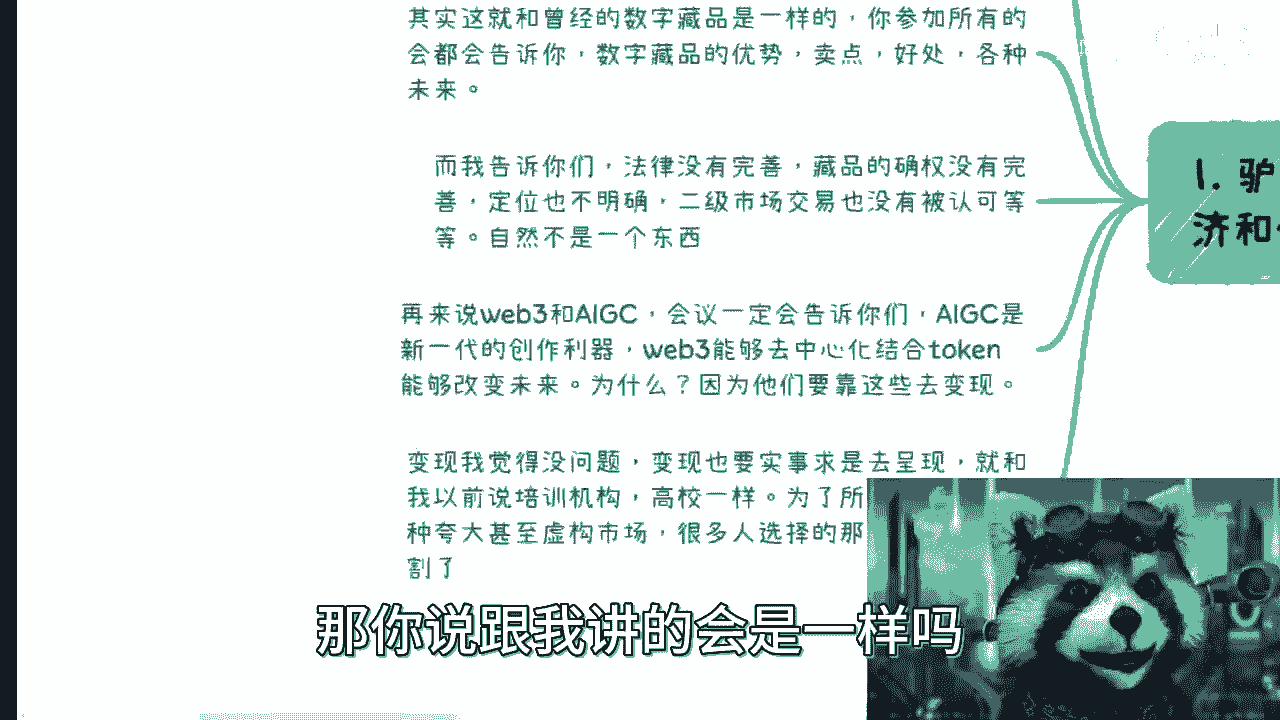 其实这就和曾经的数字藏品是一样的，你参加所有的
会都会告诉你，数字藏品的优势，卖点，好处，各种
未来。
而我告诉你们，法律没有完善，藏品的确权没有完
善，定位也不明确，二级市场交易也没有被认可等
等。自然不是一个东西
再来说web3和AIGC，会议一定会告诉你们，AIGC是
新一代的创作利器，web3能够去中心化结合token
能够改变未来。为什么？因为他们要靠这些去变现。
变现我觉得没问题，变现也要实事求是去呈现，就和
我以前说培训机构，高校一样。为了所
种夸大甚至虚构市场，很多人选择的那
割了
1. 驴
济和
那你说跟我讲的会是一样吗